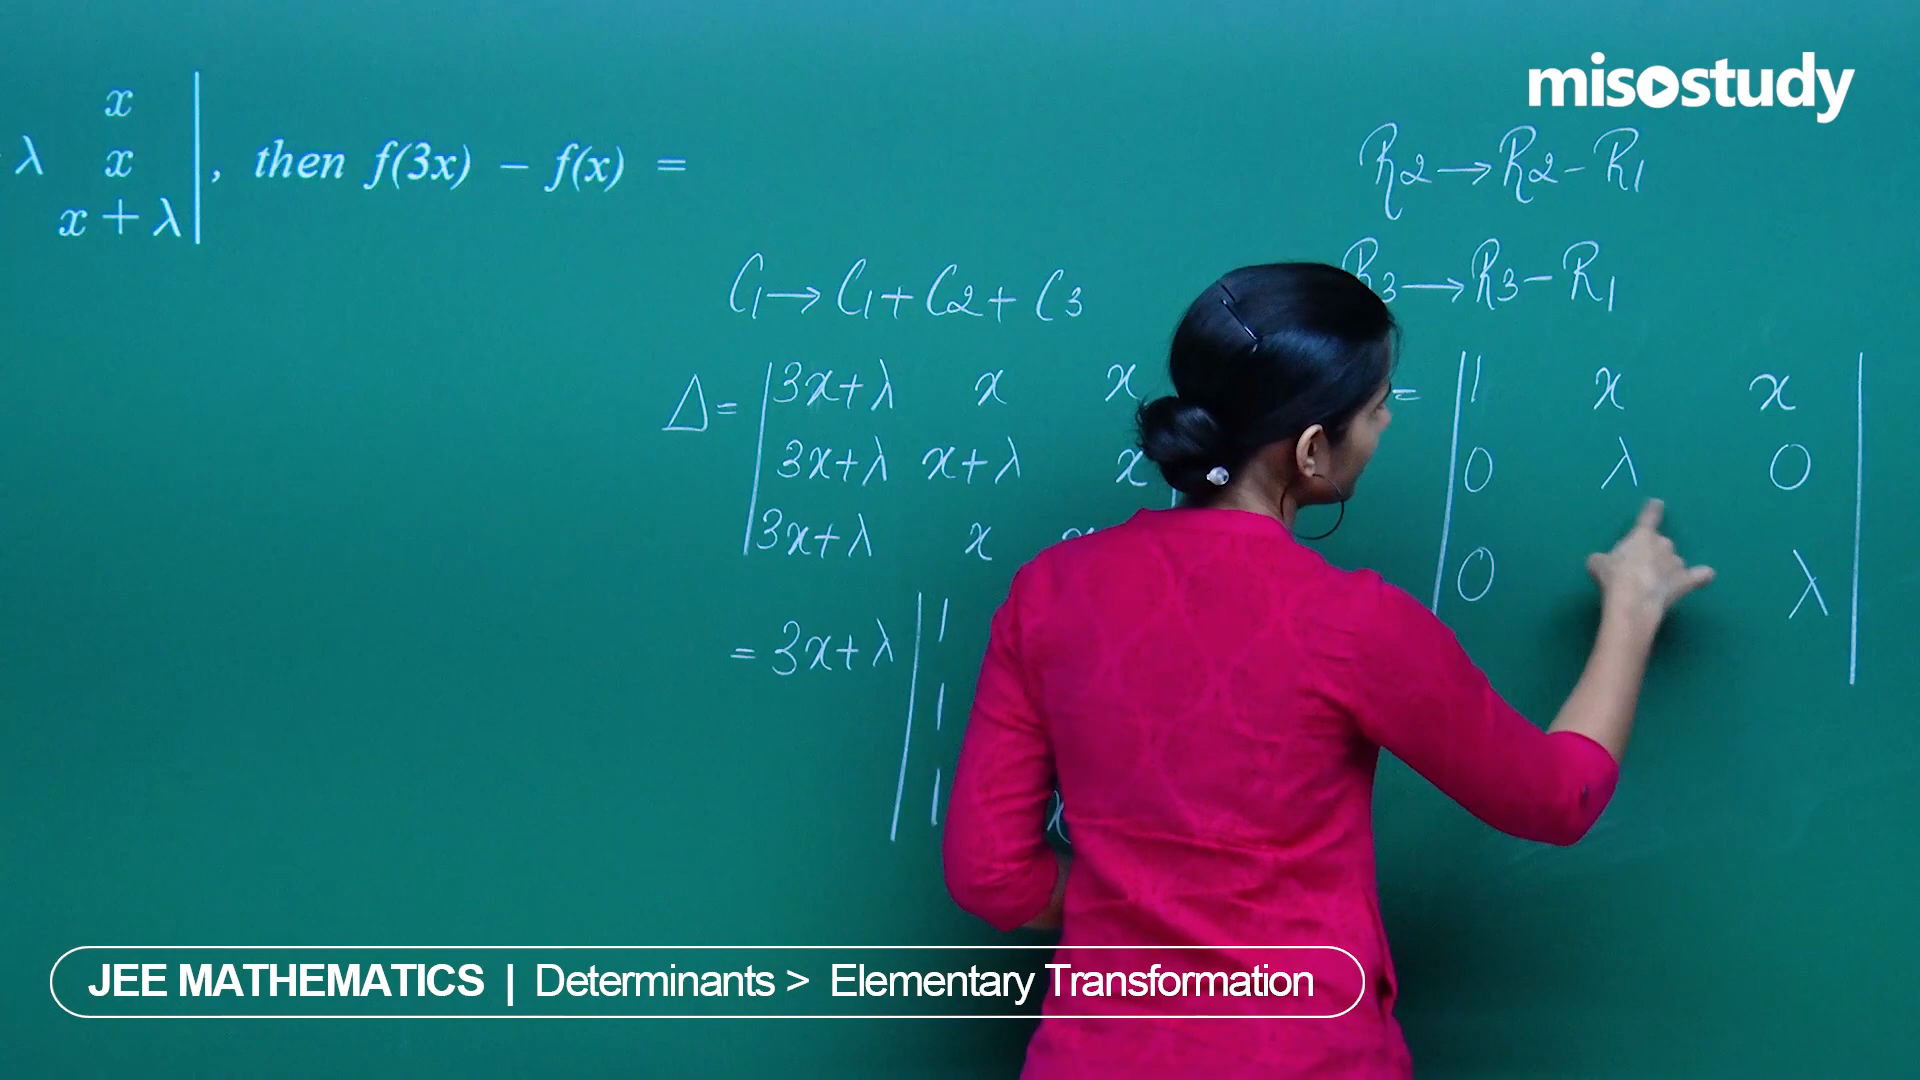 misostudy
x
λ x
x + λ
, then f(3x) − f(x) =
R2→R2−R1
R3→R3−R1
C1→C1+C2+C3
Δ= 3x+λ x x
3x+λ x+λ x
3x+λ x
= 3x+λ 1
1
1 x
= 1 x x
0 λ 0
0 λ
JEE MATHEMATICS | Determinants > Elementary Transformation